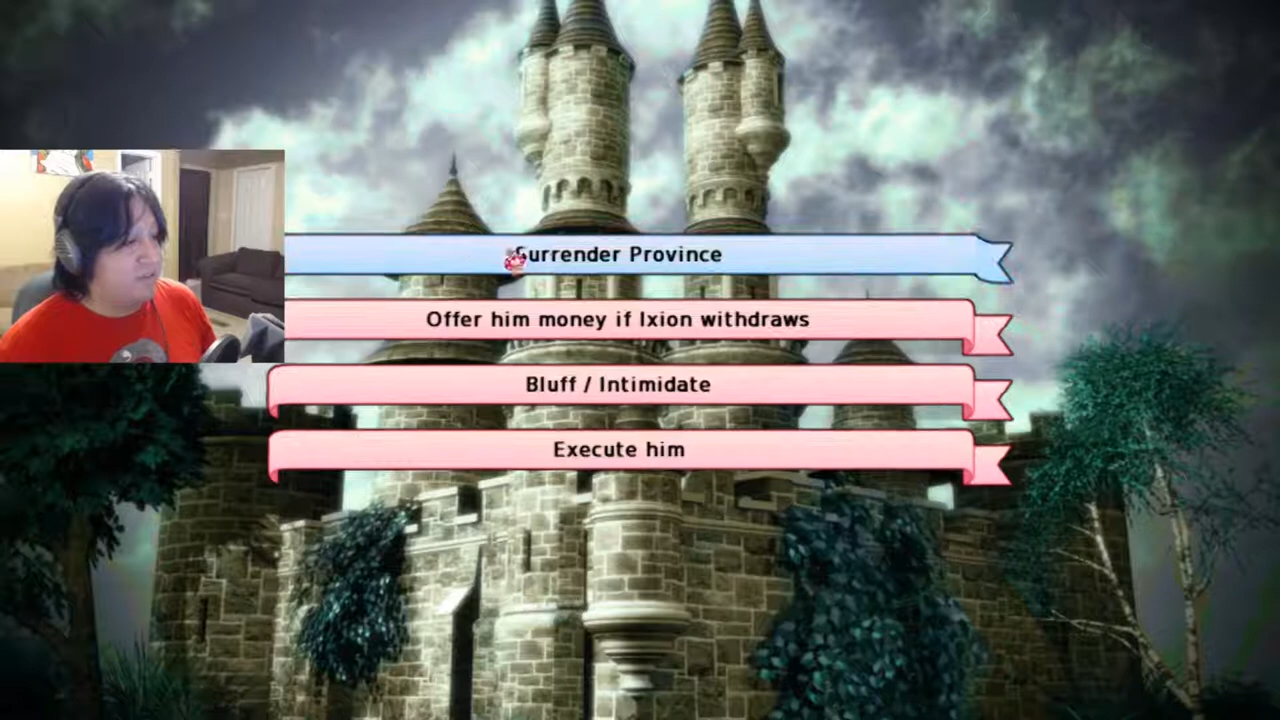 Surrender Province
Offer him money if Ixion withdraws
Bluff / Intimidate
Execute him